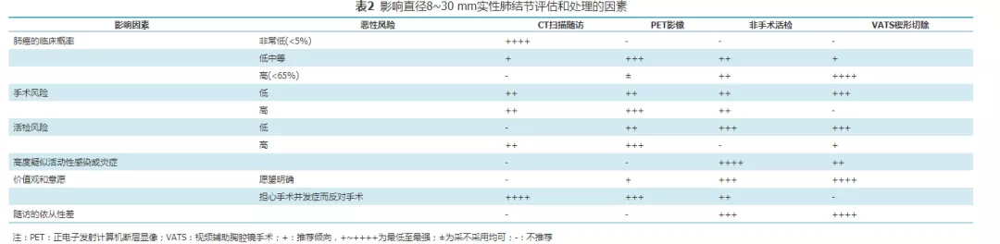 表2 影响直径8~30 mm实性肺结节评估和处理的因素
影响因素 恶性风险 CT扫描随访 PET影像 非手术活检 VATS楔形切除
肺癌的临床概率 非常低(<5%) ++++ - - -
低中等 + +++ ++ +
高(<65%) - ± ++ ++++
手术风险 低 ++ ++ ++ +++
高 ++ +++ ++ -
活检风险 低 - ++ +++ +++
高 ++ +++ - +
高度疑似活动性感染或炎症 - - ++++ ++
价值观和意愿 愿望明确 - + +++ ++++
担心手术并发症而反对手术 ++++ +++ ++ -
随访的依从性差 - - +++ ++++
注：PET：正电子发射计算机断层显像；VATS：视频辅助胸腔镜手术；+：推荐倾向，+~++++为最低至最强；±为采不采用均可；-：不推荐